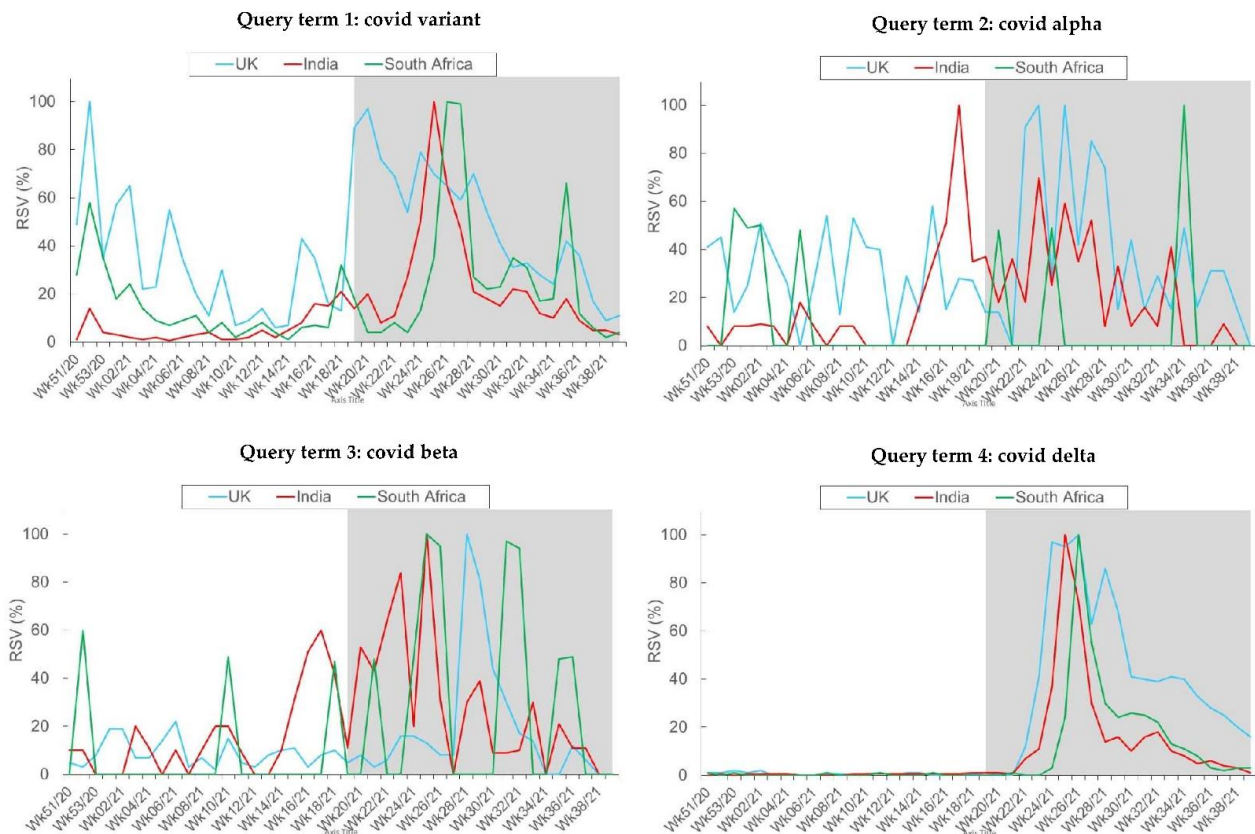 Query term 1: covid variant
UK India South Africa
RSV (%)
100
80
60
40
20
0
Wk51/20 Wk53/20 Wk02/21 Wk04/21 Wk06/21 Wk08/21 Wk10/21 Wk12/21 Wk14/21 Wk16/21 Wk18/21 Wk20/21 Wk22/21 Wk24/21 Wk26/21 Wk28/21 Wk30/21 Wk32/21 Wk34/21 Wk36/21 Wk38/21
Axis Title
Query term 2: covid alpha
UK India South Africa
RSV (%)
100
80
60
40
20
0
Wk51/20 Wk53/20 Wk02/21 Wk04/21 Wk06/21 Wk08/21 Wk10/21 Wk12/21 Wk14/21 Wk16/21 Wk18/21 Wk20/21 Wk22/21 Wk24/21 Wk26/21 Wk28/21 Wk30/21 Wk32/21 Wk34/21 Wk36/21 Wk38/21
Axis Title
Query term 3: covid beta
UK India South Africa
RSV (%)
100
80
60
40
20
0
Wk51/20 Wk53/20 Wk02/21 Wk04/21 Wk06/21 Wk08/21 Wk10/21 Wk12/21 Wk14/21 Wk16/21 Wk18/21 Wk20/21 Wk22/21 Wk24/21 Wk26/21 Wk28/21 Wk30/21 Wk32/21 Wk34/21 Wk36/21 Wk38/21
Axis Title
Query term 4: covid delta
UK India South Africa
RSV (%)
100
80
60
40
20
0
Wk51/20 Wk53/20 Wk02/21 Wk04/21 Wk06/21 Wk08/21 Wk10/21 Wk12/21 Wk14/21 Wk16/21 Wk18/21 Wk20/21 Wk22/21 Wk24/21 Wk26/21 Wk28/21 Wk30/21 Wk32/21 Wk34/21 Wk36/21 Wk38/21
Axis Title